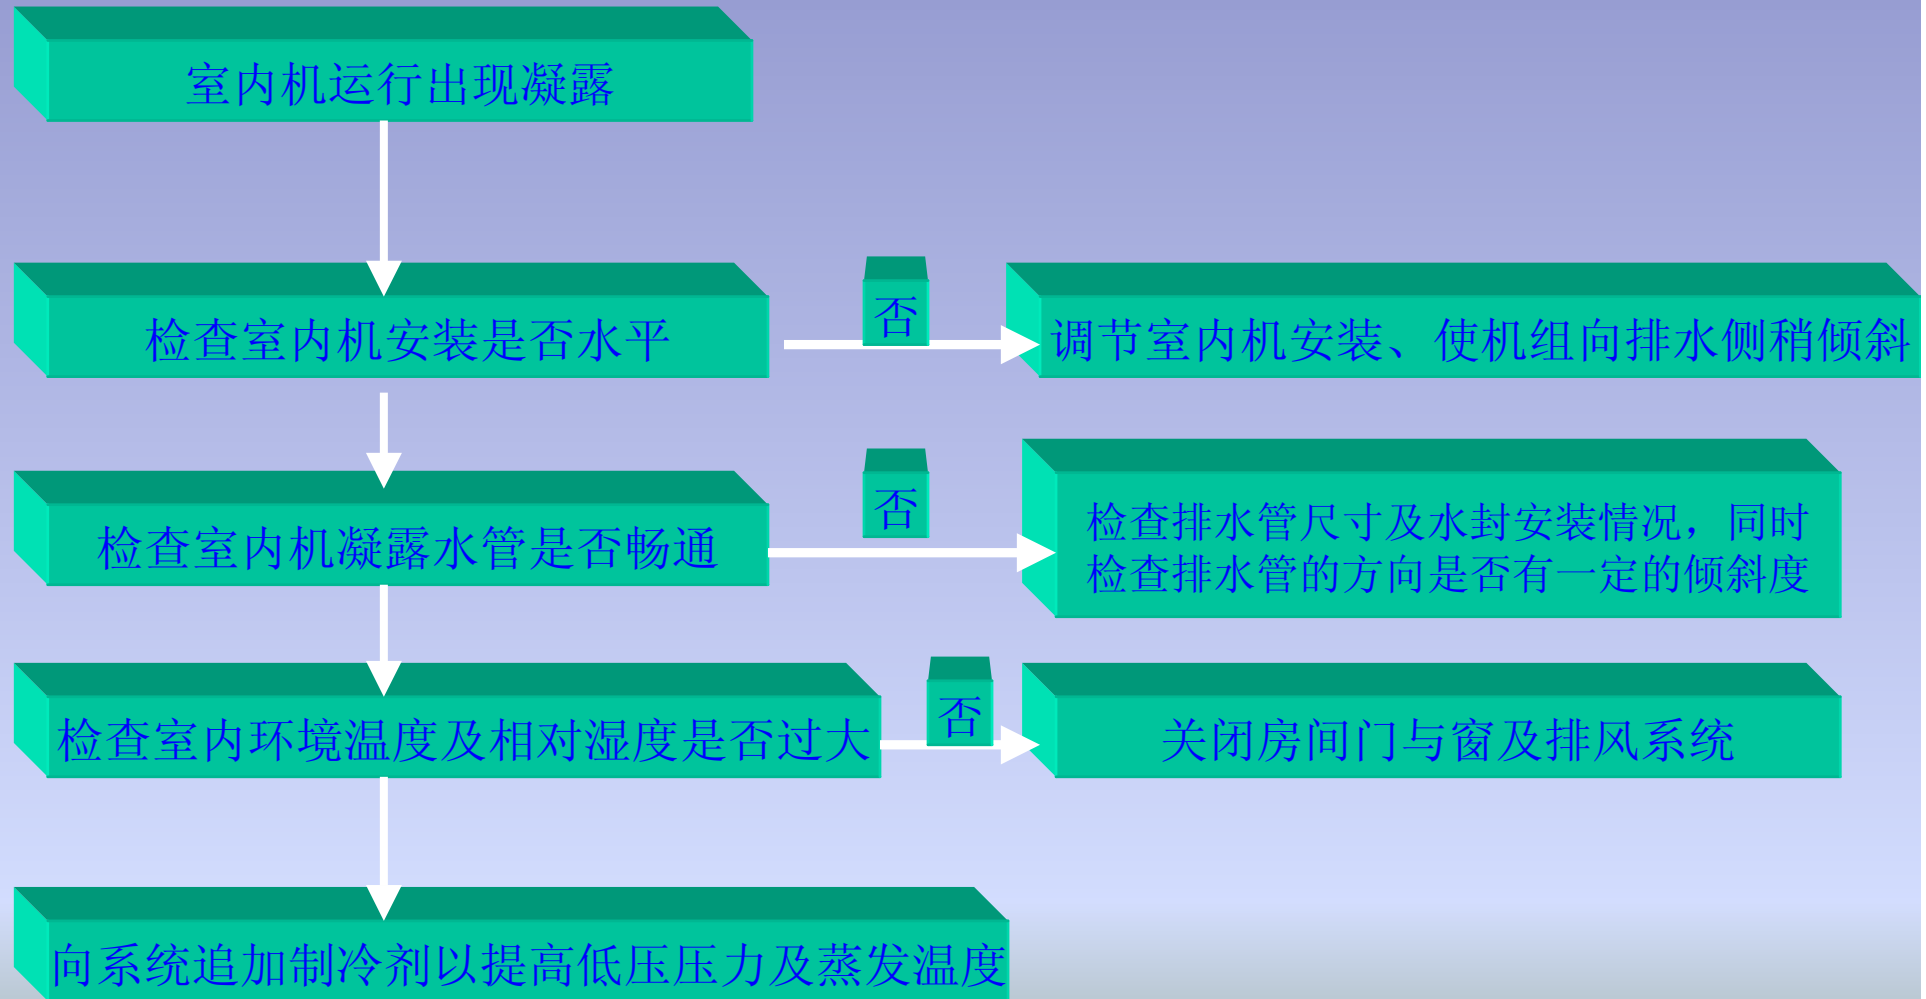 室内机运行出现凝露
检查室内机安装是否水平
否
调节室内机安装、使机组向排水侧稍倾斜
检查室内机凝露水管是否畅通
否
检查排水管尺寸及水封安装情况，同时
检查排水管的方向是否有一定的倾斜度
检查室内环境温度及相对湿度是否过大
否
关闭房间门与窗及排风系统
向系统追加制冷剂以提高低压压力及蒸发温度